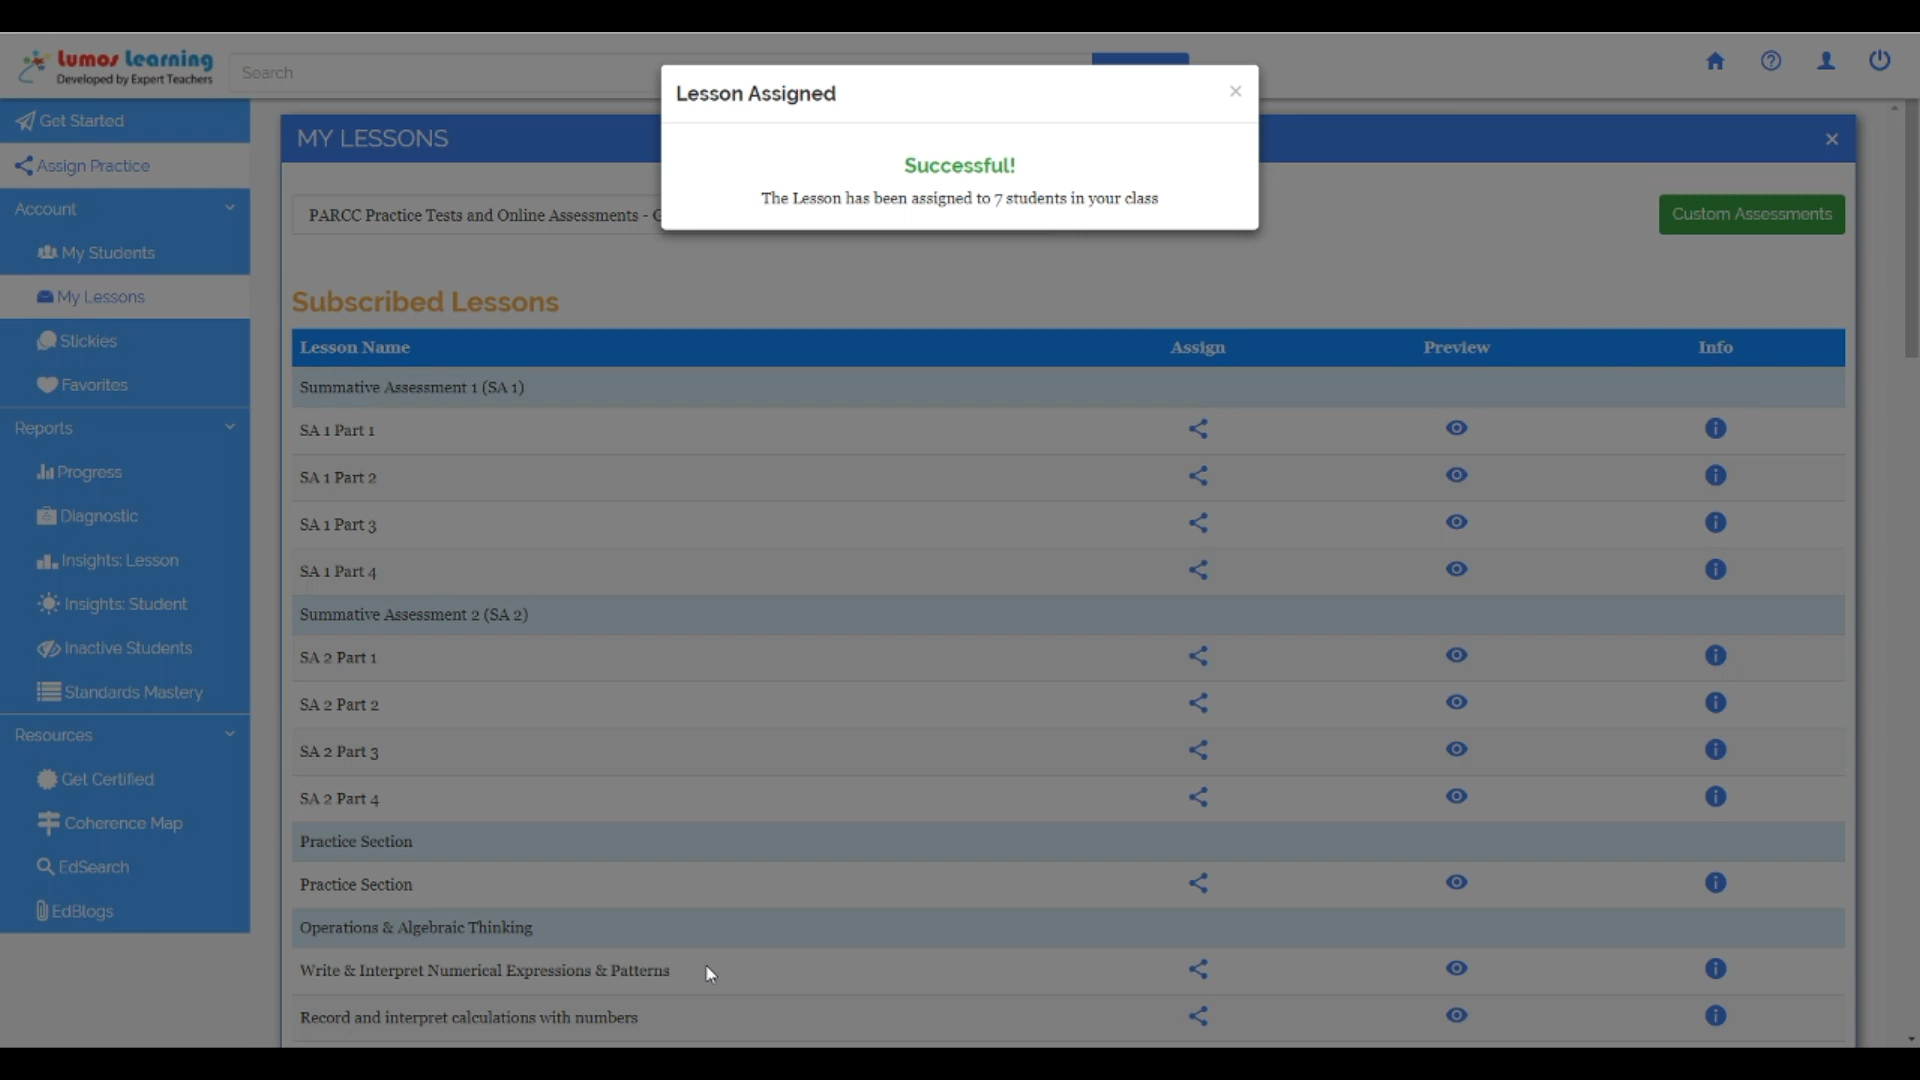 Lumos Learning
Developed by Expert Teachers
Search
Lesson Assigned
×
Successful!
The Lesson has been assigned to 7 students in your class
Get Started
Assign Practice
Account
My Students
My Lessons
Stickies
Favorites
Reports
Progress
Diagnostic
Insights: Lesson
Insights: Student
Inactive Students
Standards Mastery
Resources
Get Certified
Coherence Map
EdSearch
EdBlogs
MY LESSONS
×
PARCC Practice Tests and Online Assessments -
Custom Assessments
Subscribed Lessons
Lesson Name Assign Preview Info
Summative Assessment 1 (SA 1)
SA 1 Part 1
SA 1 Part 2
SA 1 Part 3
SA 1 Part 4
Summative Assessment 2 (SA 2)
SA 2 Part 1
SA 2 Part 2
SA 2 Part 3
SA 2 Part 4
Practice Section
Practice Section
Operations & Algebraic Thinking
Write & Interpret Numerical Expressions & Patterns
Record and interpret calculations with numbers